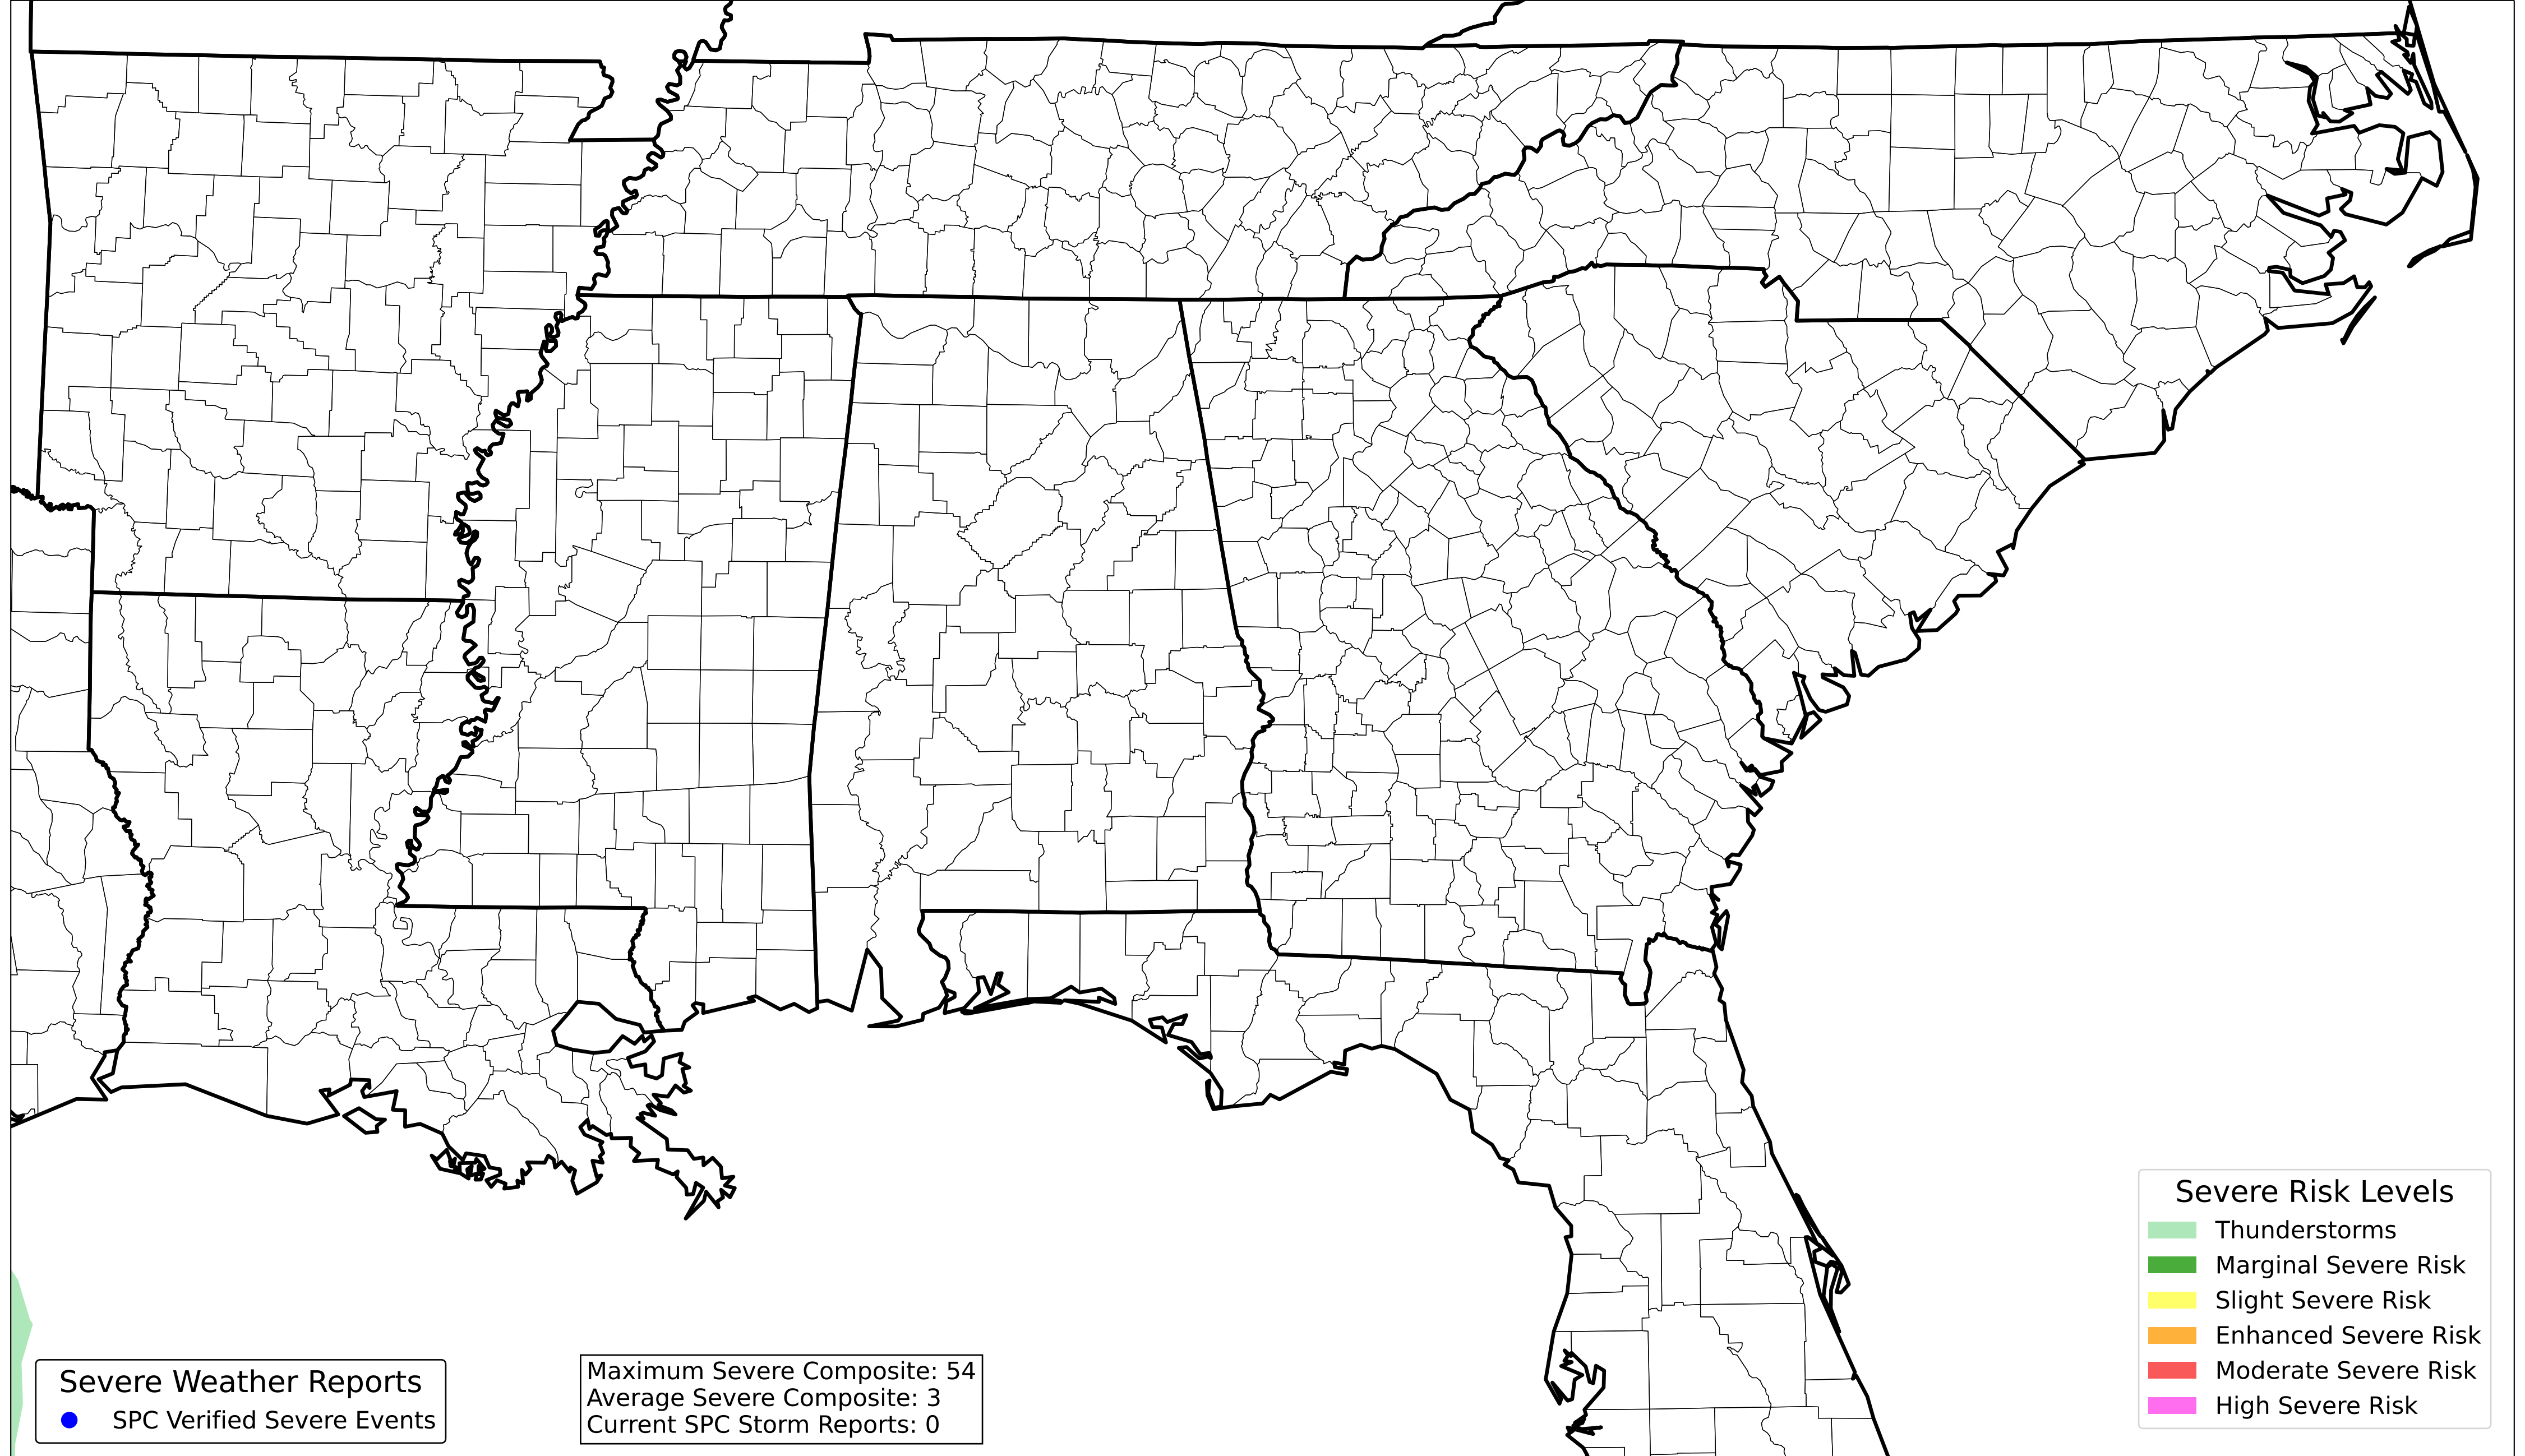 Severe Weather Reports
SPC Verified Severe Events
Maximum Severe Composite: 54
Average Severe Composite: 3
Current SPC Storm Reports: 0
Severe Risk Levels
Thunderstorms
Marginal Severe Risk
Slight Severe Risk
Enhanced Severe Risk
Moderate Severe Risk
High Severe Risk